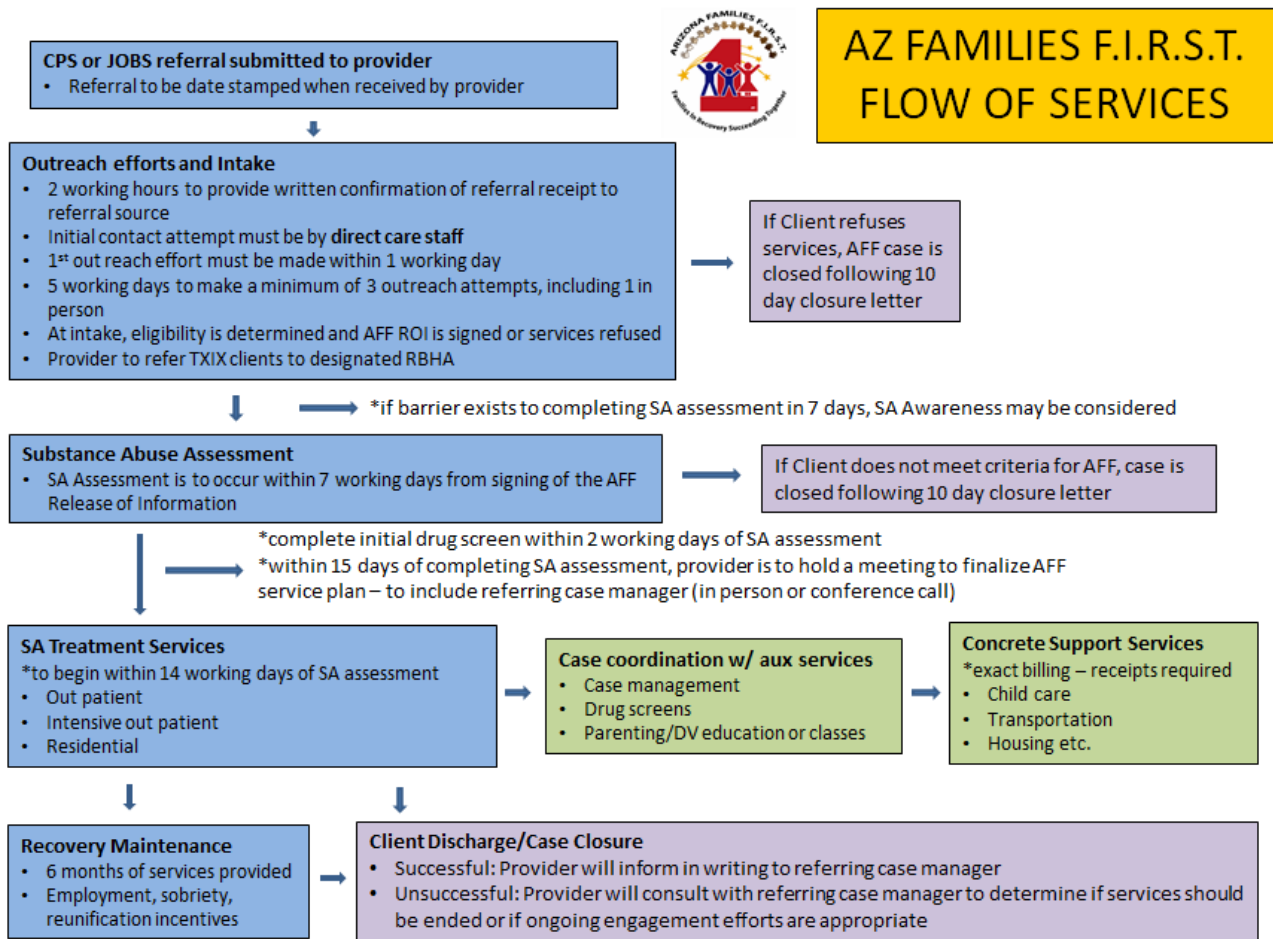 CPS or JOBS referral submitted to provider
• Referral to be date stamped when received by provider
ARIZONA FAMILIES F.I.R.S.T.
Families In Recovery Succeeding Together
AZ FAMILIES F.I.R.S.T.
FLOW OF SERVICES
Outreach efforts and Intake
• 2 working hours to provide written confirmation of referral receipt to
referral source
• Initial contact attempt must be by direct care staff
• 1st out reach effort must be made within 1 working day
• 5 working days to make a minimum of 3 outreach attempts, including 1 in
person
• At intake, eligibility is determined and AFF ROI is signed or services refused
• Provider to refer TXIX clients to designated RBHA
If Client refuses
services, AFF case is
closed following 10
day closure letter
*if barrier exists to completing SA assessment in 7 days, SA Awareness may be considered
Substance Abuse Assessment
• SA Assessment is to occur within 7 working days from signing of the AFF
Release of Information
If Client does not meet criteria for AFF, case is
closed following 10 day closure letter
*complete initial drug screen within 2 working days of SA assessment
*within 15 days of completing SA assessment, provider is to hold a meeting to finalize AFF
service plan – to include referring case manager (in person or conference call)
SA Treatment Services
*to begin within 14 working days of SA assessment
• Out patient
• Intensive out patient
• Residential
Case coordination w/ aux services
• Case management
• Drug screens
• Parenting/DV education or classes
Concrete Support Services
*exact billing – receipts required
• Child care
• Transportation
• Housing etc.
Recovery Maintenance
• 6 months of services provided
• Employment, sobriety,
reunification incentives
Client Discharge/Case Closure
• Successful: Provider will inform in writing to referring case manager
• Unsuccessful: Provider will consult with referring case manager to determine if services should
be ended or if ongoing engagement efforts are appropriate